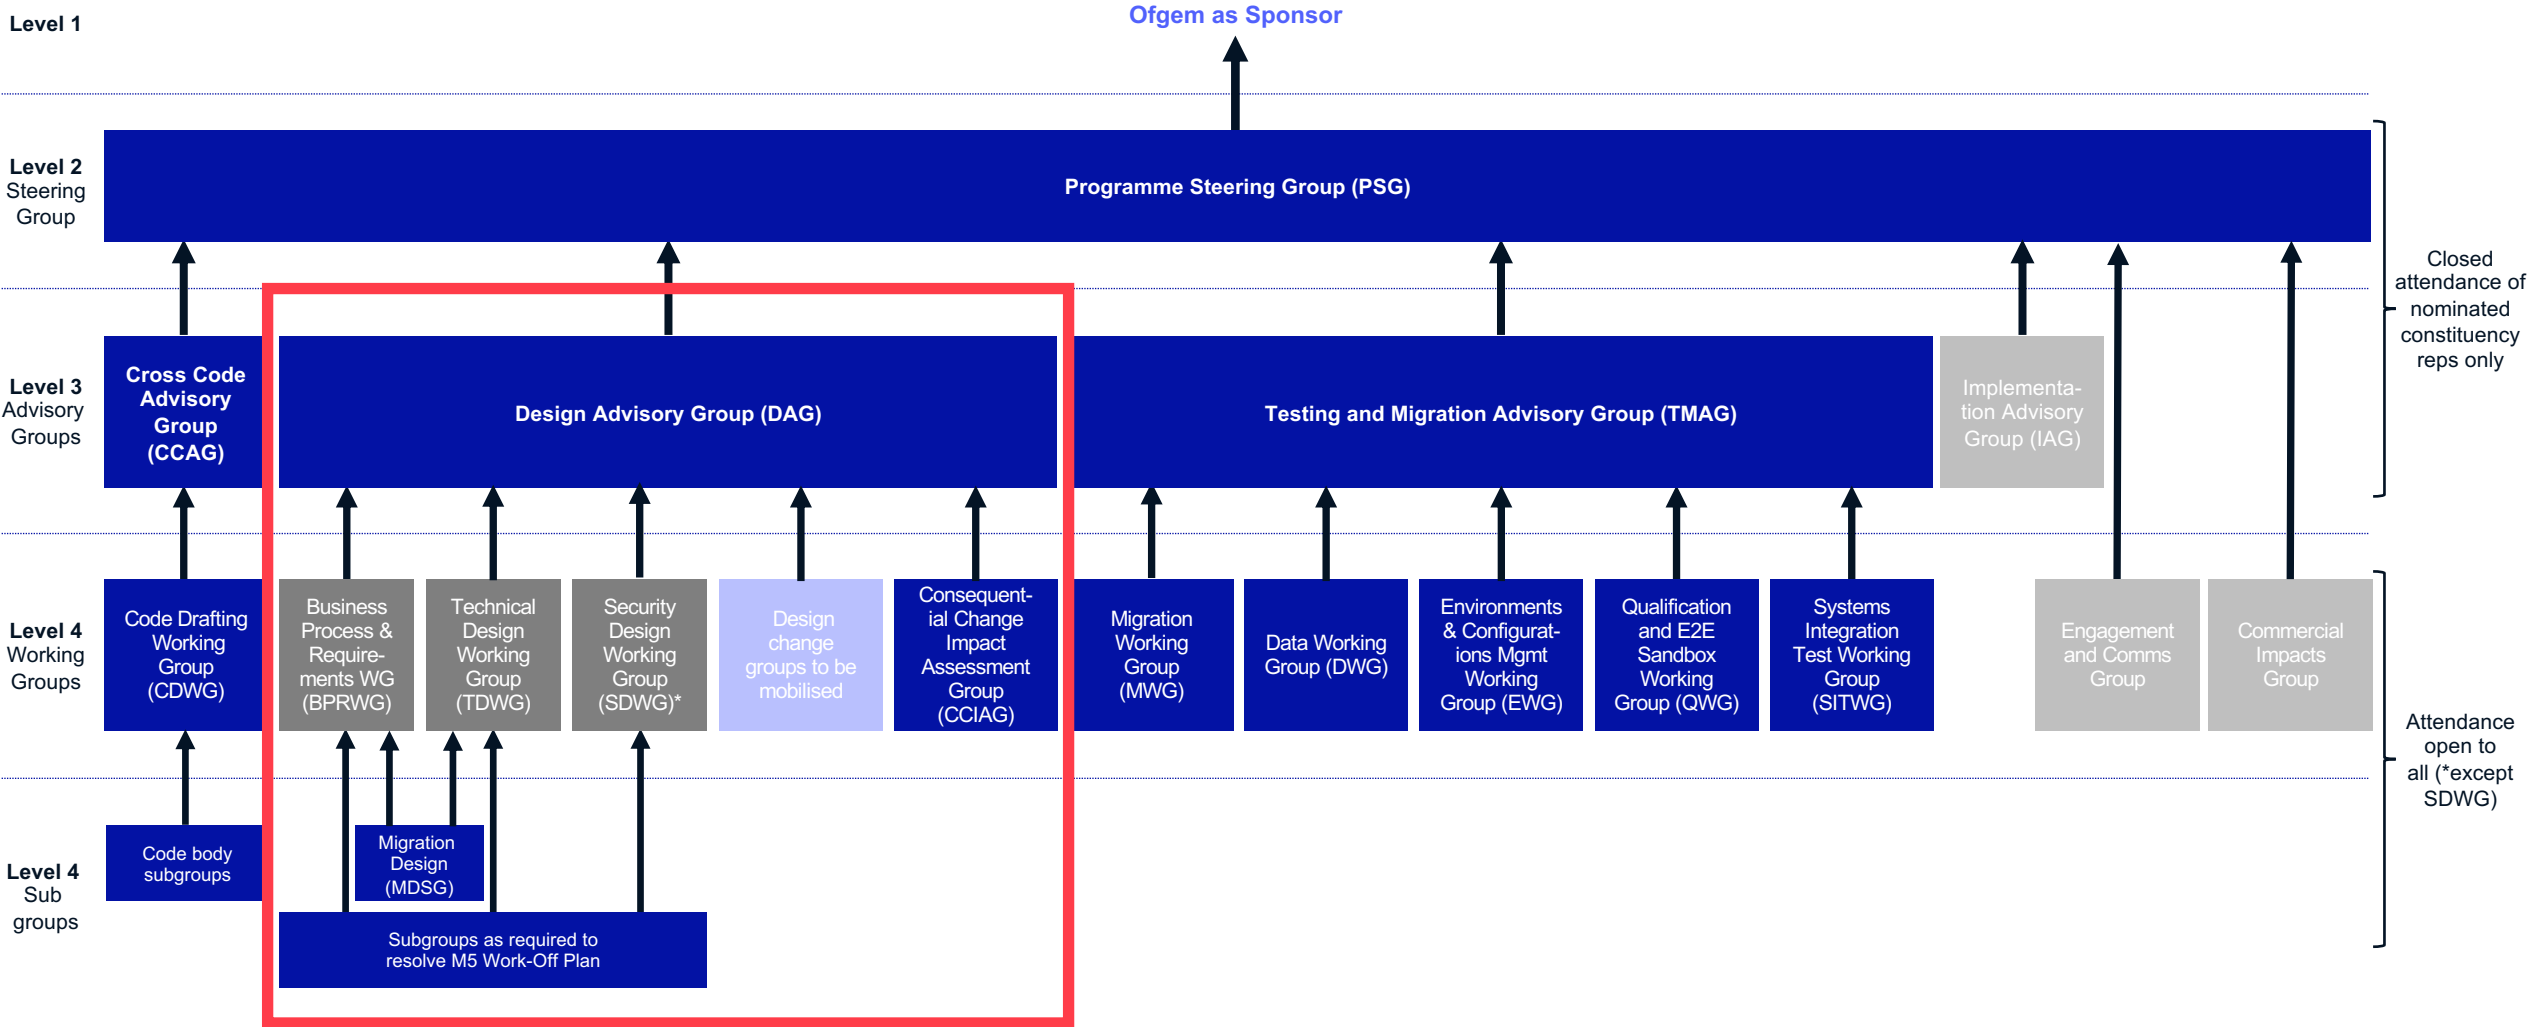 Level 1
Ofgem as Sponsor
Level 2
Steering
Group
Programme Steering Group (PSG)
Closed
attendance of
nominated
constituency
reps only
Level 3
Advisory
Groups
Cross Code
Advisory
Group
(CCAG)
Design Advisory Group (DAG)
Testing and Migration Advisory Group (TMAG)
Implementa-
tion Advisory
Group (IAG)
Level 4
Working
Groups
Code Drafting
Working
Group
(CDWG)
Business
Process &
Require-
ments WG
(BPRWG)
Technical
Design
Working
Group
(TDWG)
Security
Design
Working
Group
(SDWG)*
Design
change
groups to be
mobilised
Consequent-
ial Change
Impact
Assessment
Group
(CCIAG)
Migration
Working
Group
(MWG)
Data Working
Group (DWG)
Environments
& Configurat-
ions Mgmt
Working
Group (EWG)
Qualification
and E2E
Sandbox
Working
Group (QWG)
Systems
Integration
Test Working
Group
(SITWG)
Engagement
and Comms
Group
Commercial
Impacts
Group
Attendance
open to
all (*except
SDWG)
Level 4
Sub
groups
Code body
subgroups
Migration
Design
(MDSG)
Subgroups as required to
resolve M5 Work-Off Plan